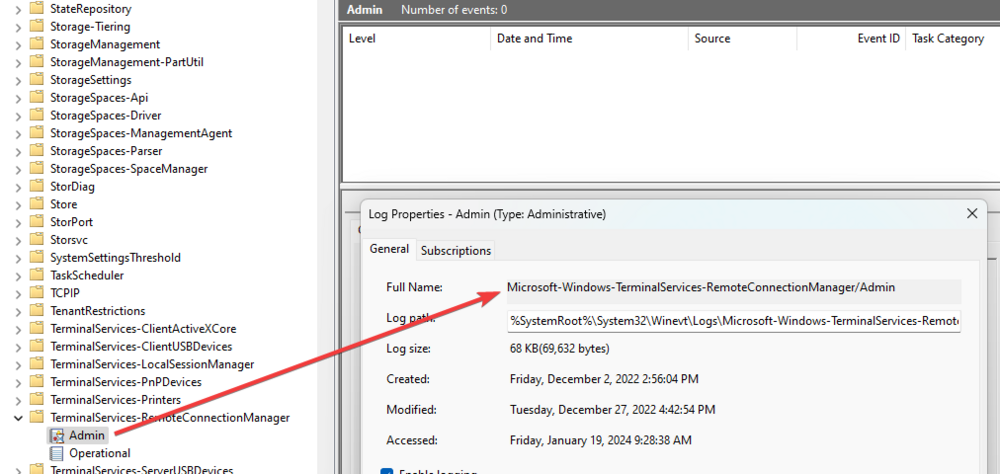 StateRepository
Storage-Tiering
StorageManagement
StorageManagement-PartUtil
StorageSettings
StorageSpaces-Api
StorageSpaces-Driver
StorageSpaces-ManagementAgent
StorageSpaces-Parser
StorageSpaces-SpaceManager
StorDiag
Store
StorPort
Storsvc
SystemSettingsThreshold
TaskScheduler
TCPIP
TenantRestrictions
TerminalServices-ClientActiveXCore
TerminalServices-ClientUSBDevices
TerminalServices-LocalSessionManager
TerminalServices-PnPDevices
TerminalServices-Printers
TerminalServices-RemoteConnectionManager
Admin
Operational
TerminalServices-ServerUSBDevices
Admin Number of events: 0
Level Date and Time Source Event ID Task Category
Log Properties - Admin (Type: Administrative)
General Subscriptions
Full Name: Microsoft-Windows-TerminalServices-RemoteConnectionManager/Admin
Log path: %SystemRoot%\System32\Winevt\Logs\Microsoft-Windows-TerminalServices-Remote
Log size: 68 KB(69,632 bytes)
Created: Friday, December 2, 2022 2:56:04 PM
Modified: Tuesday, December 27, 2022 4:42:54 PM
Accessed: Friday, January 19, 2024 9:28:38 AM
Enable logging